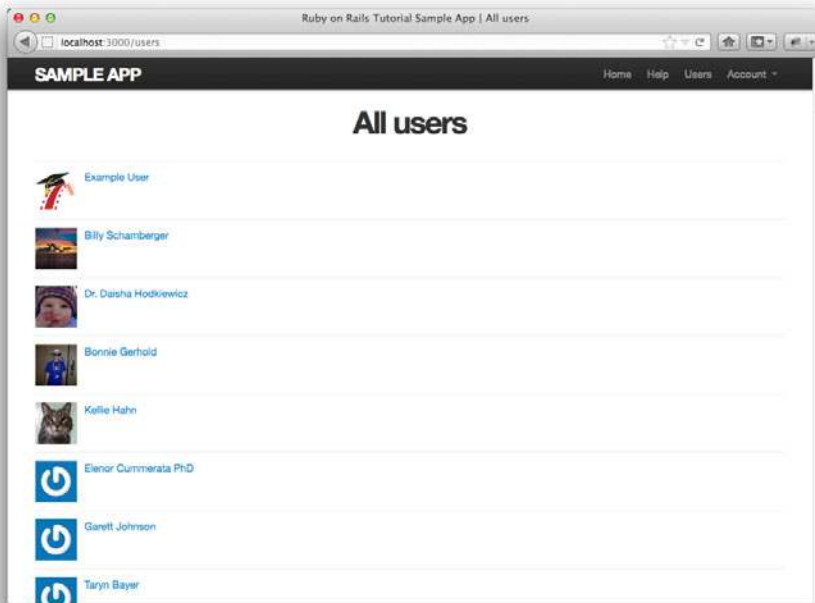 Ruby on Rails Tutorial Sample App | All users
localhost:3000/users
SAMPLE APP
Home Help Users Account
All users
Example User
Billy Schamberger
Dr. Daisha Hodkiewicz
Bonnie Gerhold
Kellie Hahn
Elenor Cummerata PhD
Garett Johnson
Taryn Bayer